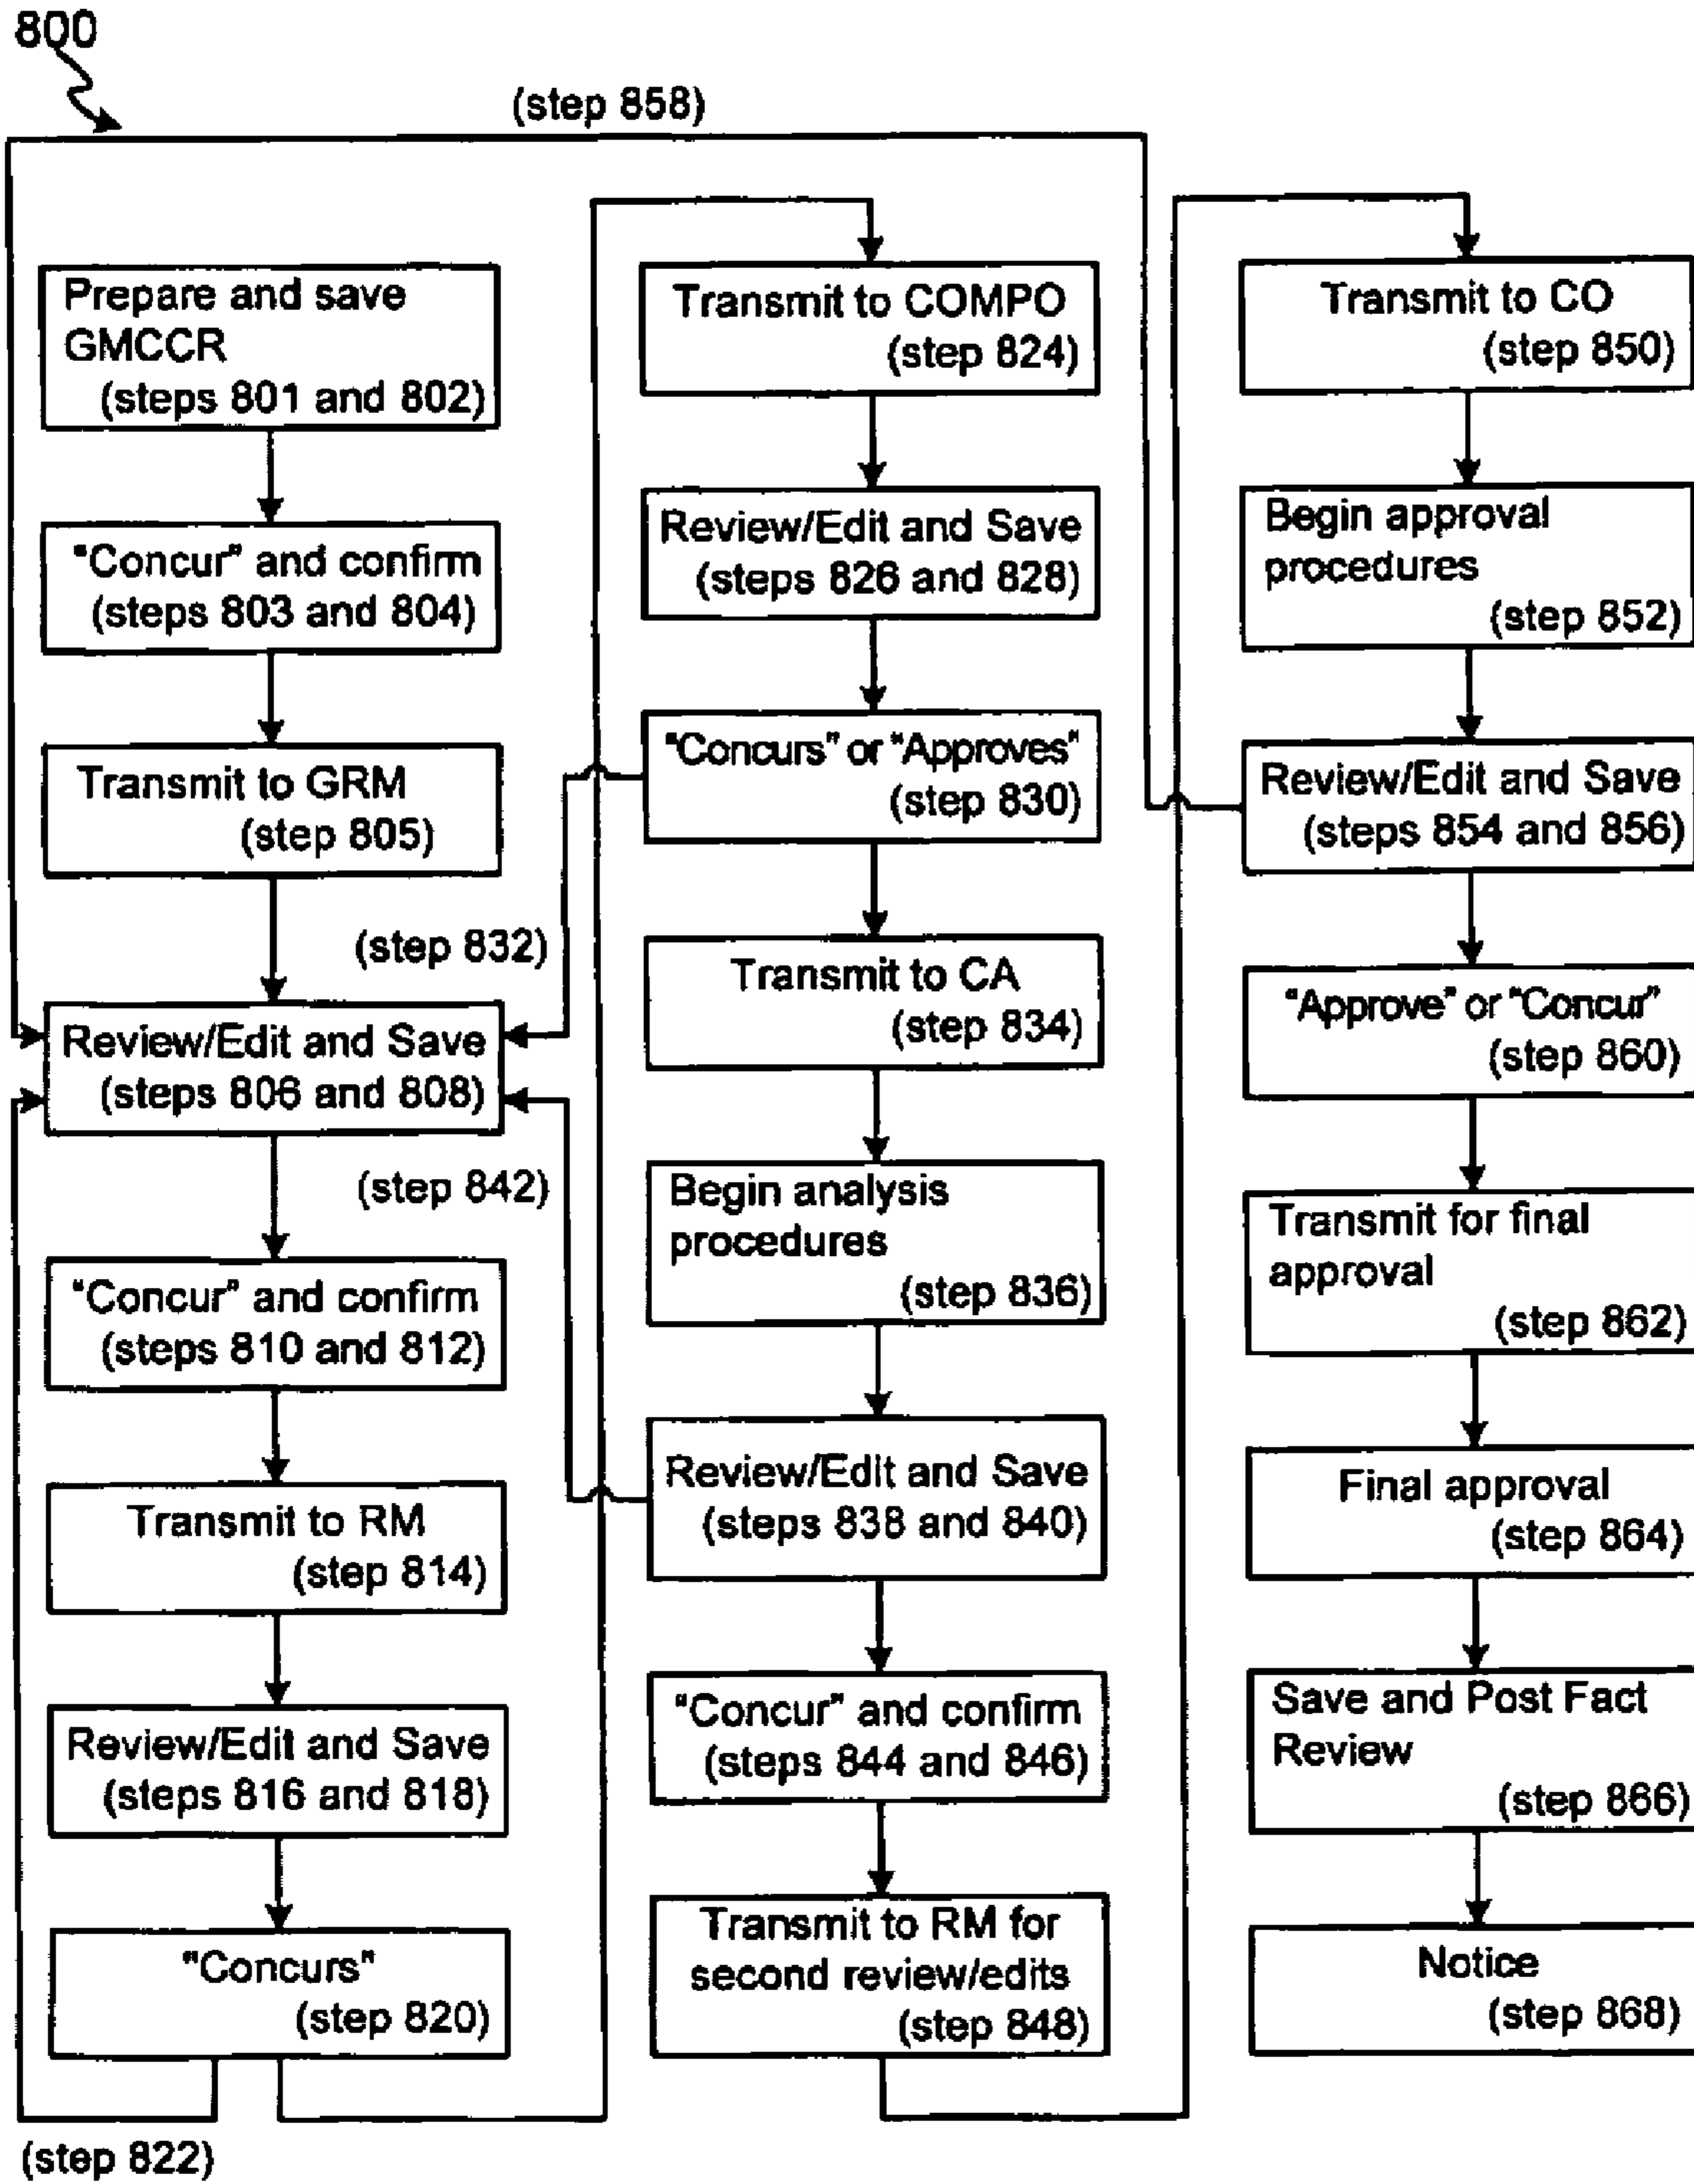 800
(step 858)
Prepare and save
GMCCR
(steps 801 and 802)
"Concur" and confirm
(steps 803 and 804)
Transmit to GRM
(step 805)
(step 832)
Review/Edit and Save
(steps 806 and 808)
(step 842)
"Concur" and confirm
(steps 810 and 812)
Transmit to RM
(step 814)
Review/Edit and Save
(steps 816 and 818)
"Concurs"
(step 820)
(step 822)
Transmit to COMPO
(step 824)
Review/Edit and Save
(steps 826 and 828)
"Concurs" or "Approves"
(step 830)
Transmit to CA
(step 834)
Begin analysis
procedures
(step 836)
Review/Edit and Save
(steps 838 and 840)
"Concur" and confirm
(steps 844 and 846)
Transmit to RM for
second review/edits
(step 848)
Transmit to CO
(step 850)
Begin approval
procedures
(step 852)
Review/Edit and Save
(steps 854 and 856)
"Approve" or "Concur"
(step 860)
Transmit for final
approval
(step 862)
Final approval
(step 864)
Save and Post Fact
Review
(step 866)
Notice
(step 868)